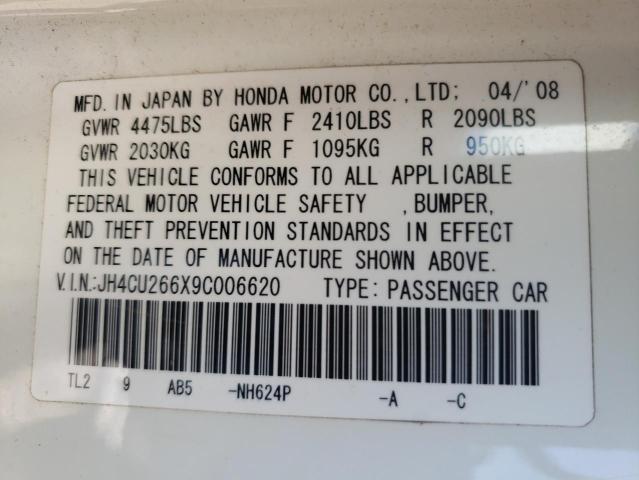 MFD. IN JAPAN BY HONDA MOTOR CO., LTD; 04/'08
GVWR 4475LBS GAWR F 2410LBS R 2090LBS
GVWR 2030KG GAWR F 1095KG R 950KG
THIS VEHICLE CONFORMS TO ALL APPLICABLE
FEDERAL MOTOR VEHICLE SAFETY , BUMPER,
AND THEFT PREVENTION STANDARDS IN EFFECT
ON THE DATE OF MANUFACTURE SHOWN ABOVE.
V.I.N.:JH4CU266X9C006620 TYPE: PASSENGER CAR
TL2 9 AB5 -NH624P -A -C